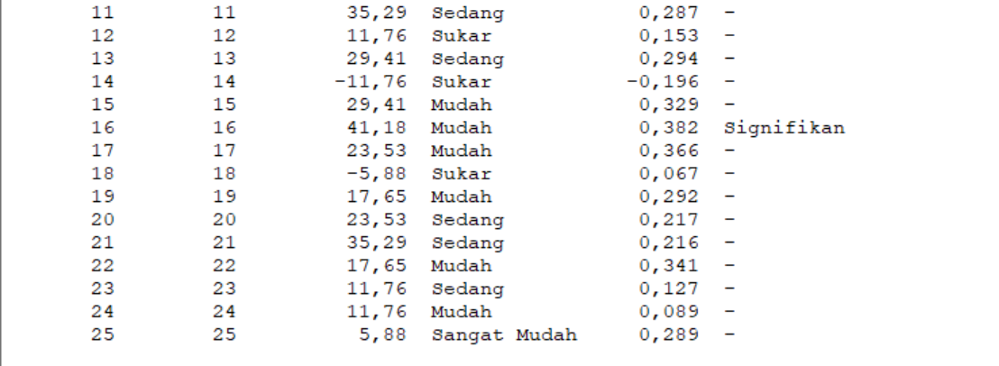 11 11 35,29 Sedang 0,287 -
12 12 11,76 Sukar 0,153 -
13 13 29,41 Sedang 0,294 -
14 14 -11,76 Sukar -0,196 -
15 15 29,41 Mudah 0,329 -
16 16 41,18 Mudah 0,382 Signifikan
17 17 23,53 Mudah 0,366 -
18 18 -5,88 Sukar 0,067 -
19 19 17,65 Mudah 0,292 -
20 20 23,53 Sedang 0,217 -
21 21 35,29 Sedang 0,216 -
22 22 17,65 Mudah 0,341 -
23 23 11,76 Sedang 0,127 -
24 24 11,76 Mudah 0,089 -
25 25 5,88 Sangat Mudah 0,289 -